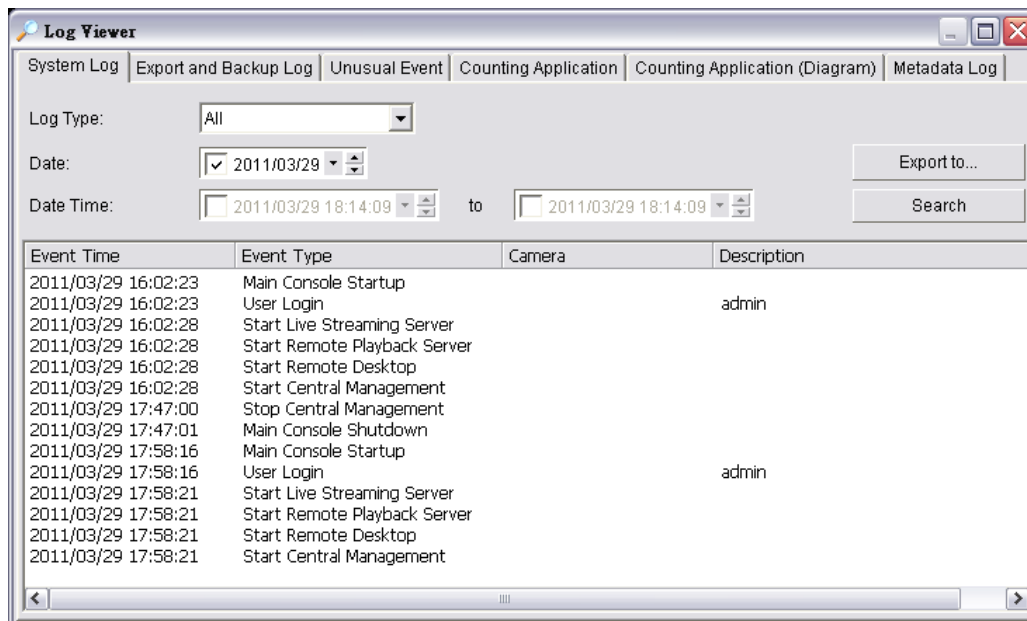 Log Viewer
System Log Export and Backup Log Unusual Event Counting Application Counting Application (Diagram) Metadata Log
Log Type: All
Date: 2011/03/29 Export to...
Date Time: 2011/03/29 18:14:09 to 2011/03/29 18:14:09 Search
Event Time Event Type Camera Description
2011/03/29 16:02:23 Main Console Startup
2011/03/29 16:02:23 User Login admin
2011/03/29 16:02:28 Start Live Streaming Server
2011/03/29 16:02:28 Start Remote Playback Server
2011/03/29 16:02:28 Start Remote Desktop
2011/03/29 16:02:28 Start Central Management
2011/03/29 17:47:00 Stop Central Management
2011/03/29 17:47:01 Main Console Shutdown
2011/03/29 17:58:16 Main Console Startup
2011/03/29 17:58:16 User Login admin
2011/03/29 17:58:21 Start Live Streaming Server
2011/03/29 17:58:21 Start Remote Playback Server
2011/03/29 17:58:21 Start Remote Desktop
2011/03/29 17:58:21 Start Central Management